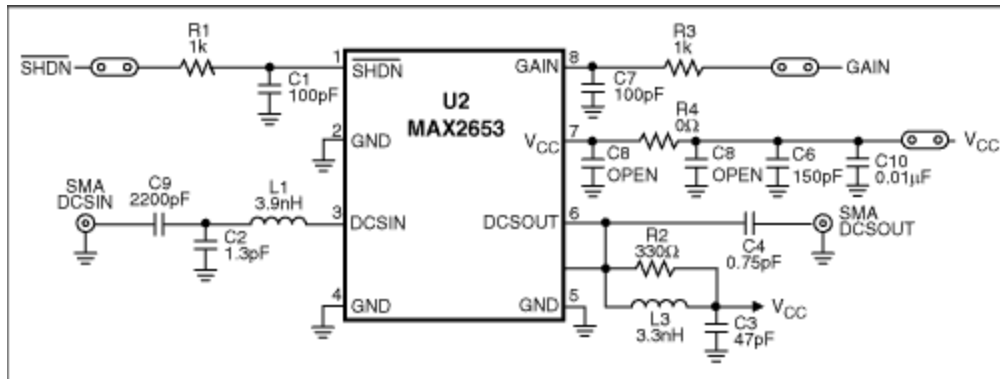 SHDN
R1
1k
C1
100pF
1
SHDN
2
GND
SMA
DCSIN
C9
2200pF
C2
1.3pF
L1
3.9nH
3
DCSIN
4
GND
U2
MAX2653
GAIN
8
C7
100pF
R3
1k
GAIN
VCC
7
C8
OPEN
R4
0Ω
C8
OPEN
C6
150pF
C10
0.01µF
VCC
DCSOUT
6
C4
0.75pF
SMA
DCSOUT
R2
330Ω
L3
3.3nH
C3
47pF
VCC
GND
5